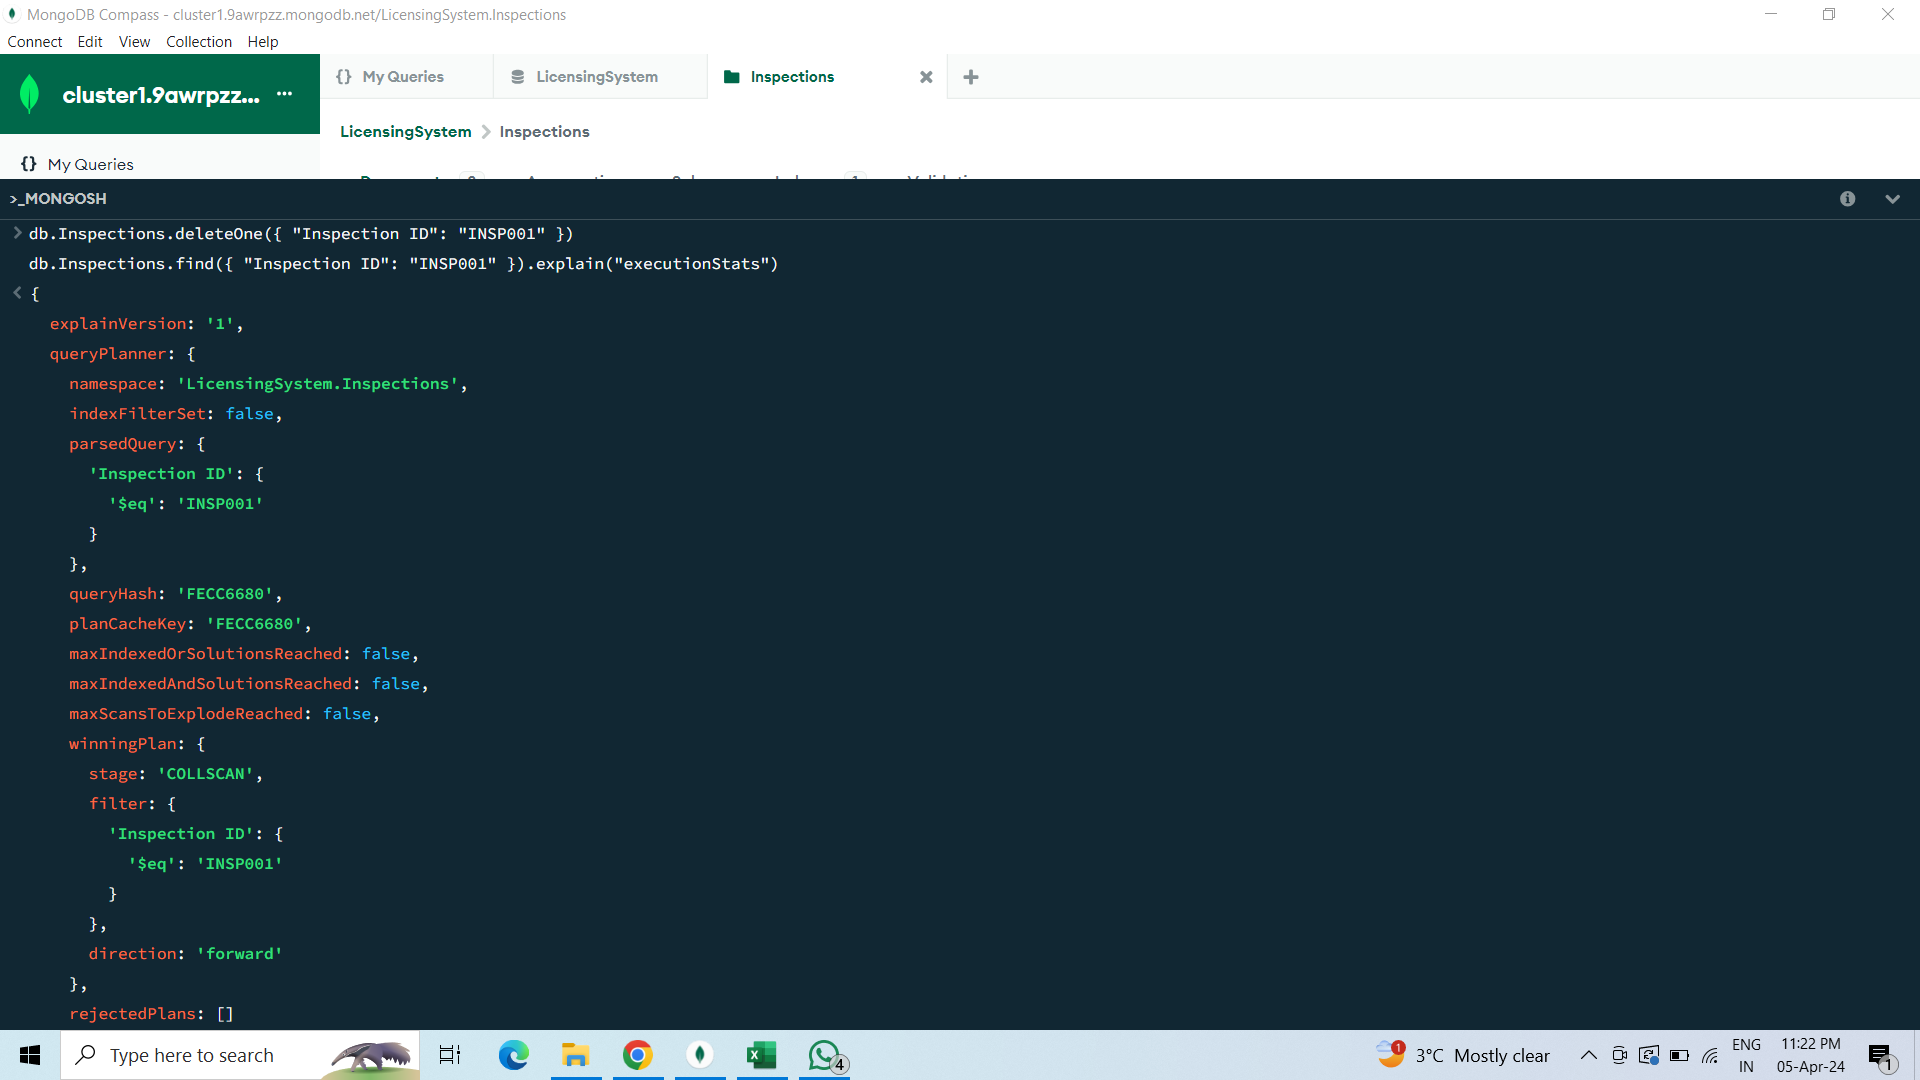 MongoDB Compass - cluster1.9awrpzz.mongodb.net/LicensingSystem.Inspections
Connect Edit View Collection Help
cluster1.9awrpzz... ...
{} My Queries
LicensingSystem
Inspections
LicensingSystem > Inspections
{} My Queries
>_MONGOSH
> db.Inspections.deleteOne({ "Inspection ID": "INSP001" })
db.Inspections.find({ "Inspection ID": "INSP001" }).explain("executionStats")
< {
explainVersion: '1',
queryPlanner: {
namespace: 'LicensingSystem.Inspections',
indexFilterSet: false,
parsedQuery: {
'Inspection ID': {
'$eq': 'INSP001'
}
},
queryHash: 'FECC6680',
planCacheKey: 'FECC6680',
maxIndexedOrSolutionsReached: false,
maxIndexedAndSolutionsReached: false,
maxScansToExplodeReached: false,
winningPlan: {
stage: 'COLLSCAN',
filter: {
'Inspection ID': {
'$eq': 'INSP001'
}
},
direction: 'forward'
},
rejectedPlans: []
Type here to search
4
1
3°C Mostly clear
ENG
IN
11:22 PM
05-Apr-24
1